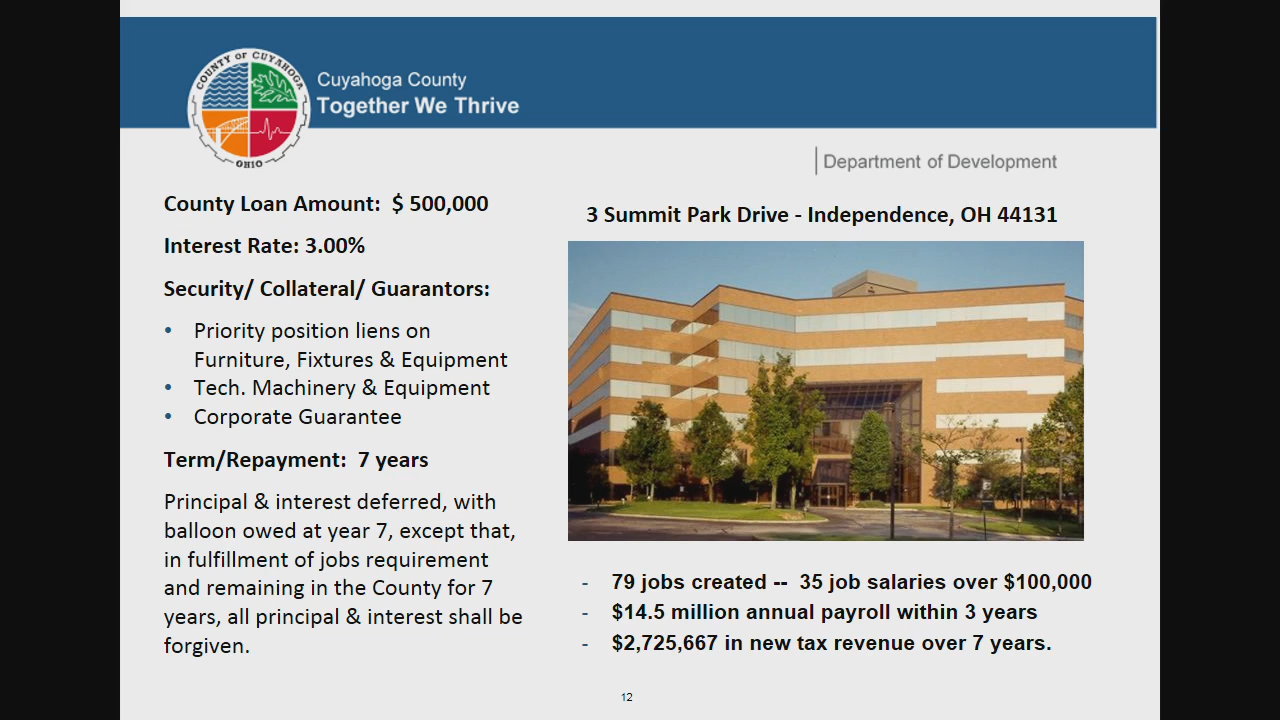 COUNTY OF CUYAHOGA
OHIO
Cuyahoga County
Together We Thrive
Department of Development
County Loan Amount: $ 500,000
Interest Rate: 3.00%
Security/ Collateral/ Guarantors:
• Priority position liens on
Furniture, Fixtures & Equipment
• Tech. Machinery & Equipment
• Corporate Guarantee
Term/Repayment: 7 years
Principal & interest deferred, with
balloon owed at year 7, except that,
in fulfillment of jobs requirement
and remaining in the County for 7
years, all principal & interest shall be
forgiven.
3 Summit Park Drive - Independence, OH 44131
- 79 jobs created -- 35 job salaries over $100,000
- $14.5 million annual payroll within 3 years
- $2,725,667 in new tax revenue over 7 years.
12